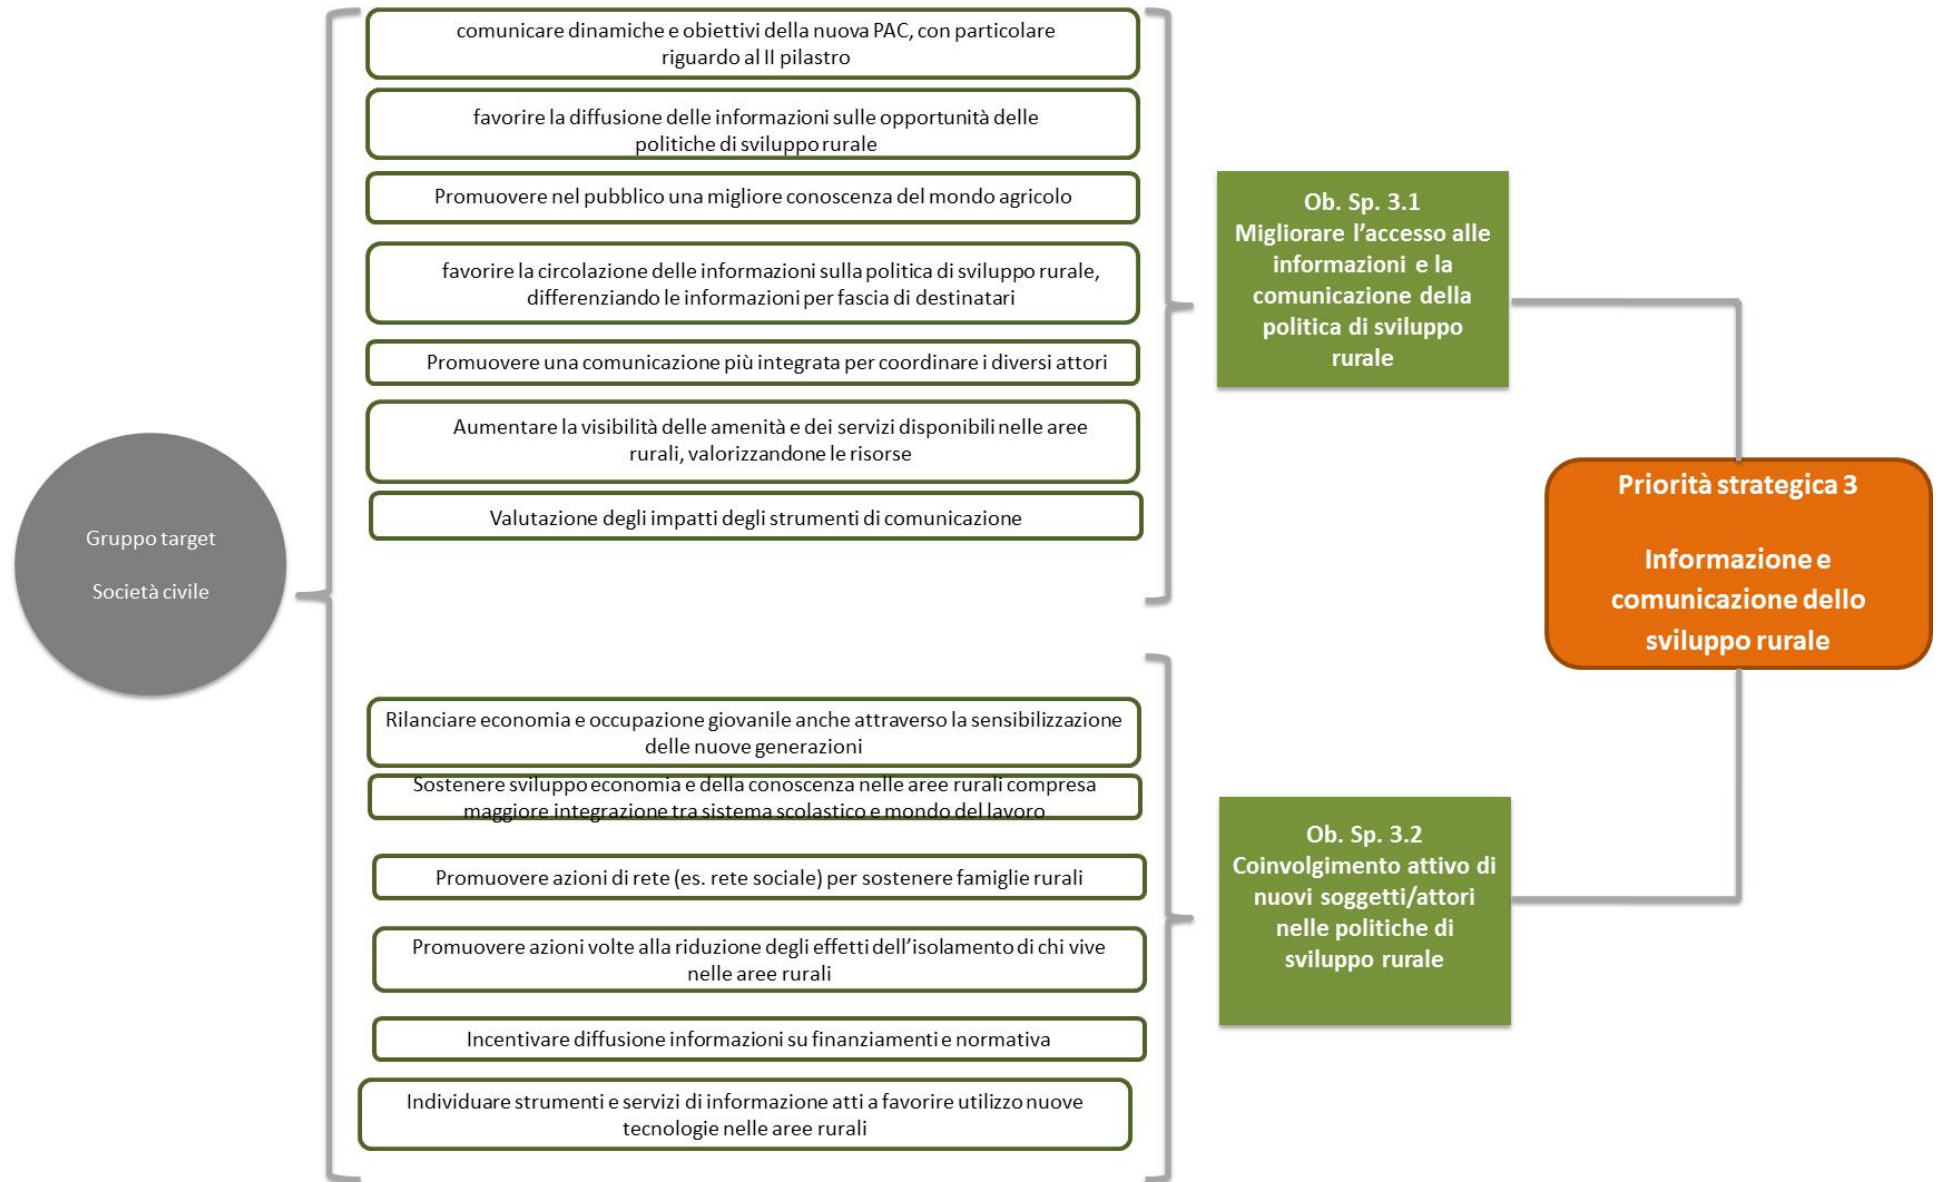 comunicare dinamiche e obiettivi della nuova PAC, con particolare
riguardo al II pilastro
favorire la diffusione delle informazioni sulle opportunità delle
politiche di sviluppo rurale
Promuovere nel pubblico una migliore conoscenza del mondo agricolo
favorire la circolazione delle informazioni sulla politica di sviluppo rurale,
differenziando le informazioni per fascia di destinatari
Promuovere una comunicazione più integrata per coordinare i diversi attori
Aumentare la visibilità delle amenità e dei servizi disponibili nelle aree
rurali, valorizzandone le risorse
Valutazione degli impatti degli strumenti di comunicazione
Gruppo target
Società civile
Rilanciare economia e occupazione giovanile anche attraverso la sensibilizzazione
delle nuove generazioni
Sostenere sviluppo economia e della conoscenza nelle aree rurali compresa
maggiore integrazione tra sistema scolastico e mondo del lavoro
Promuovere azioni di rete (es. rete sociale) per sostenere famiglie rurali
Promuovere azioni volte alla riduzione degli effetti dell'isolamento di chi vive
nelle aree rurali
Incentivare diffusione informazioni su finanziamenti e normativa
Individuare strumenti e servizi di informazione atti a favorire utilizzo nuove
tecnologie nelle aree rurali
Ob. Sp. 3.1
Migliorare l'accesso alle
informazioni e la
comunicazione della
politica di sviluppo
rurale
Ob. Sp. 3.2
Coinvolgimento attivo di
nuovi soggetti/attori
nelle politiche di
sviluppo rurale
Priorità strategica 3
Informazione e
comunicazione dello
sviluppo rurale